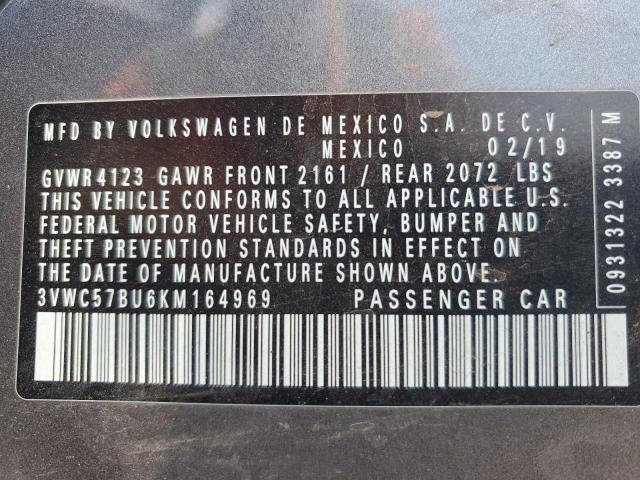 MFD BY VOLKSWAGEN DE MEXICO S.A. DE C.V.
MEXICO 02/19
GVWR 4123 GAWR FRONT 2161 / REAR 2072 LBS
THIS VEHICLE CONFORMS TO ALL APPLICABLE U.S.
FEDERAL MOTOR VEHICLE SAFETY, BUMPER AND
THEFT PREVENTION STANDARDS IN EFFECT ON
THE DATE OF MANUFACTURE SHOWN ABOVE.
3VWC57BU6KM164969 PASSENGER CAR
0931322 3387 M